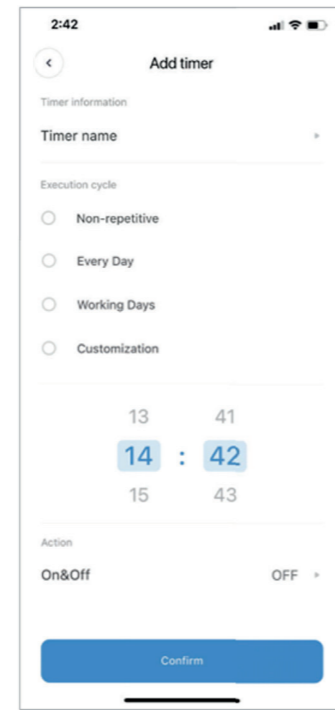 2:42
Add timer
Timer information
Timer name
Execution cycle
Non-repetitive
Every Day
Working Days
Customization
13 41
14 : 42
15 43
Action
On&Off OFF
Confirm